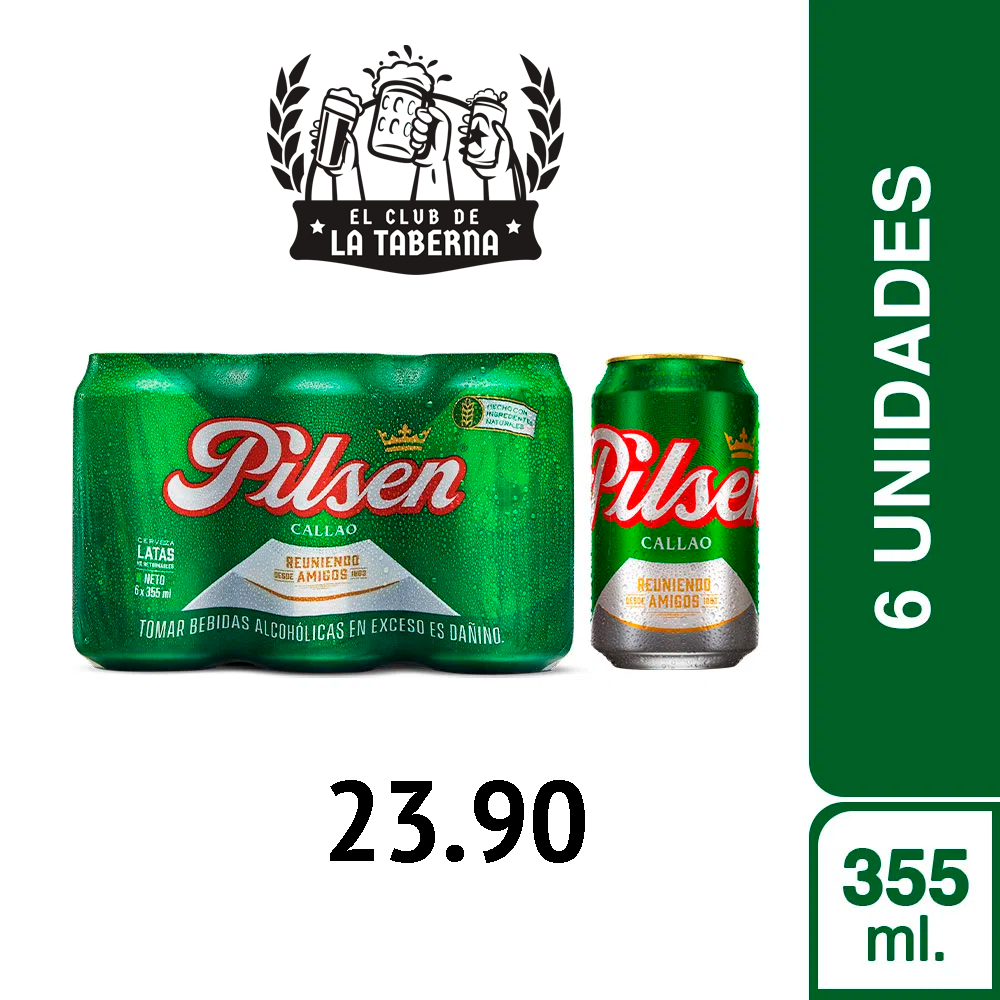 EL CLUB DE
LA TABERNA
Pilsen
CALLAO
HECHO CON
INGREDIENTES
NATURALES
CERVEZA
LATAS
NO RETORNABLES
NETO
6 x 355 ml
REUNIENDO
DESDE AMIGOS 1863
TOMAR BEBIDAS ALCOHÓLICAS EN EXCESO ES DAÑINO.
Pilsen
CALLAO
REUNIENDO
DESDE AMIGOS 1863
6 UNIDADES
355
ml.
23.90